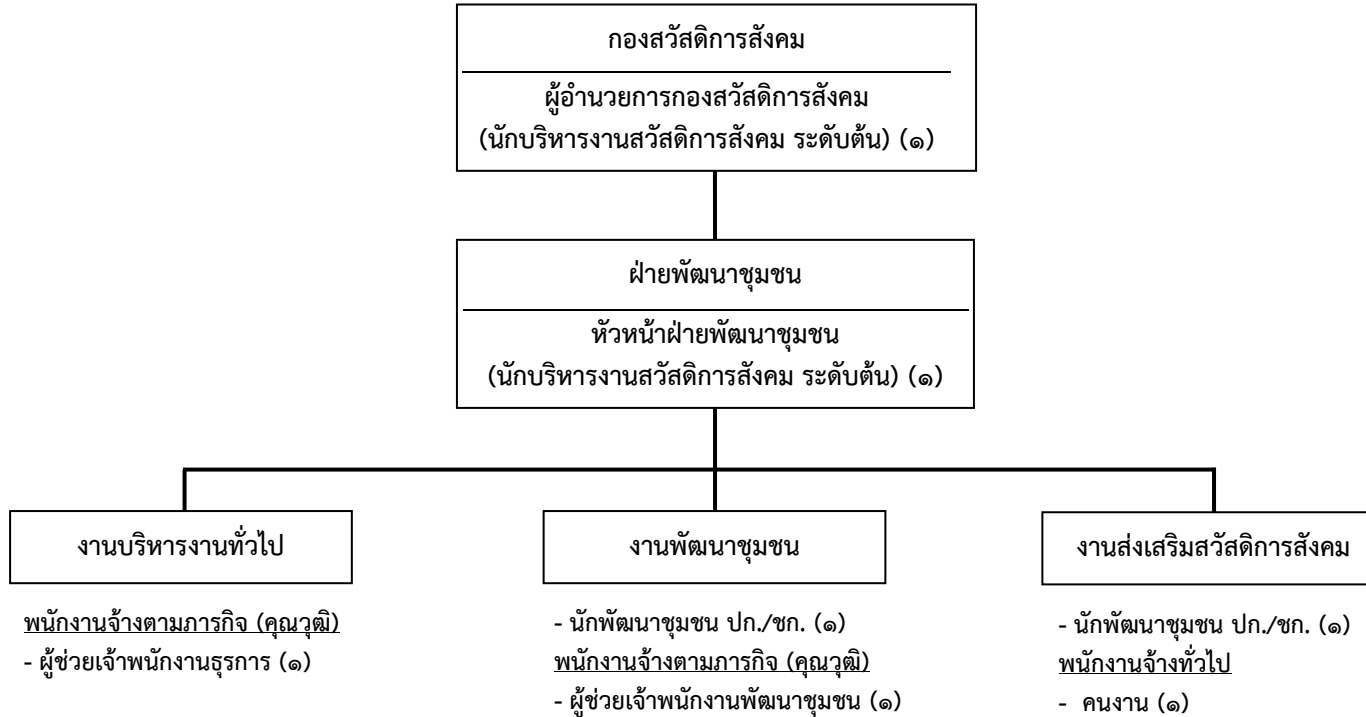 กองสวัสดิการสังคม
ผู้อำนวยการกองสวัสดิการสังคม
(นักบริหารงานสวัสดิการสังคม ระดับต้น) (๑)
ฝ่ายพัฒนาชุมชน
หัวหน้าฝ่ายพัฒนาชุมชน
(นักบริหารงานสวัสดิการสังคม ระดับต้น) (๑)
งานบริหารงานทั่วไป
พนักงานจ้างตามภารกิจ (คุณวุฒิ)
- ผู้ช่วยเจ้าพนักงานธุรการ (๑)
งานพัฒนาชุมชน
- นักพัฒนาชุมชน ปก./ชก. (๑)
พนักงานจ้างตามภารกิจ (คุณวุฒิ)
- ผู้ช่วยเจ้าพนักงานพัฒนาชุมชน (๑)
งานส่งเสริมสวัสดิการสังคม
- นักพัฒนาชุมชน ปก./ชก. (๑)
พนักงานจ้างทั่วไป
- คนงาน (๑)